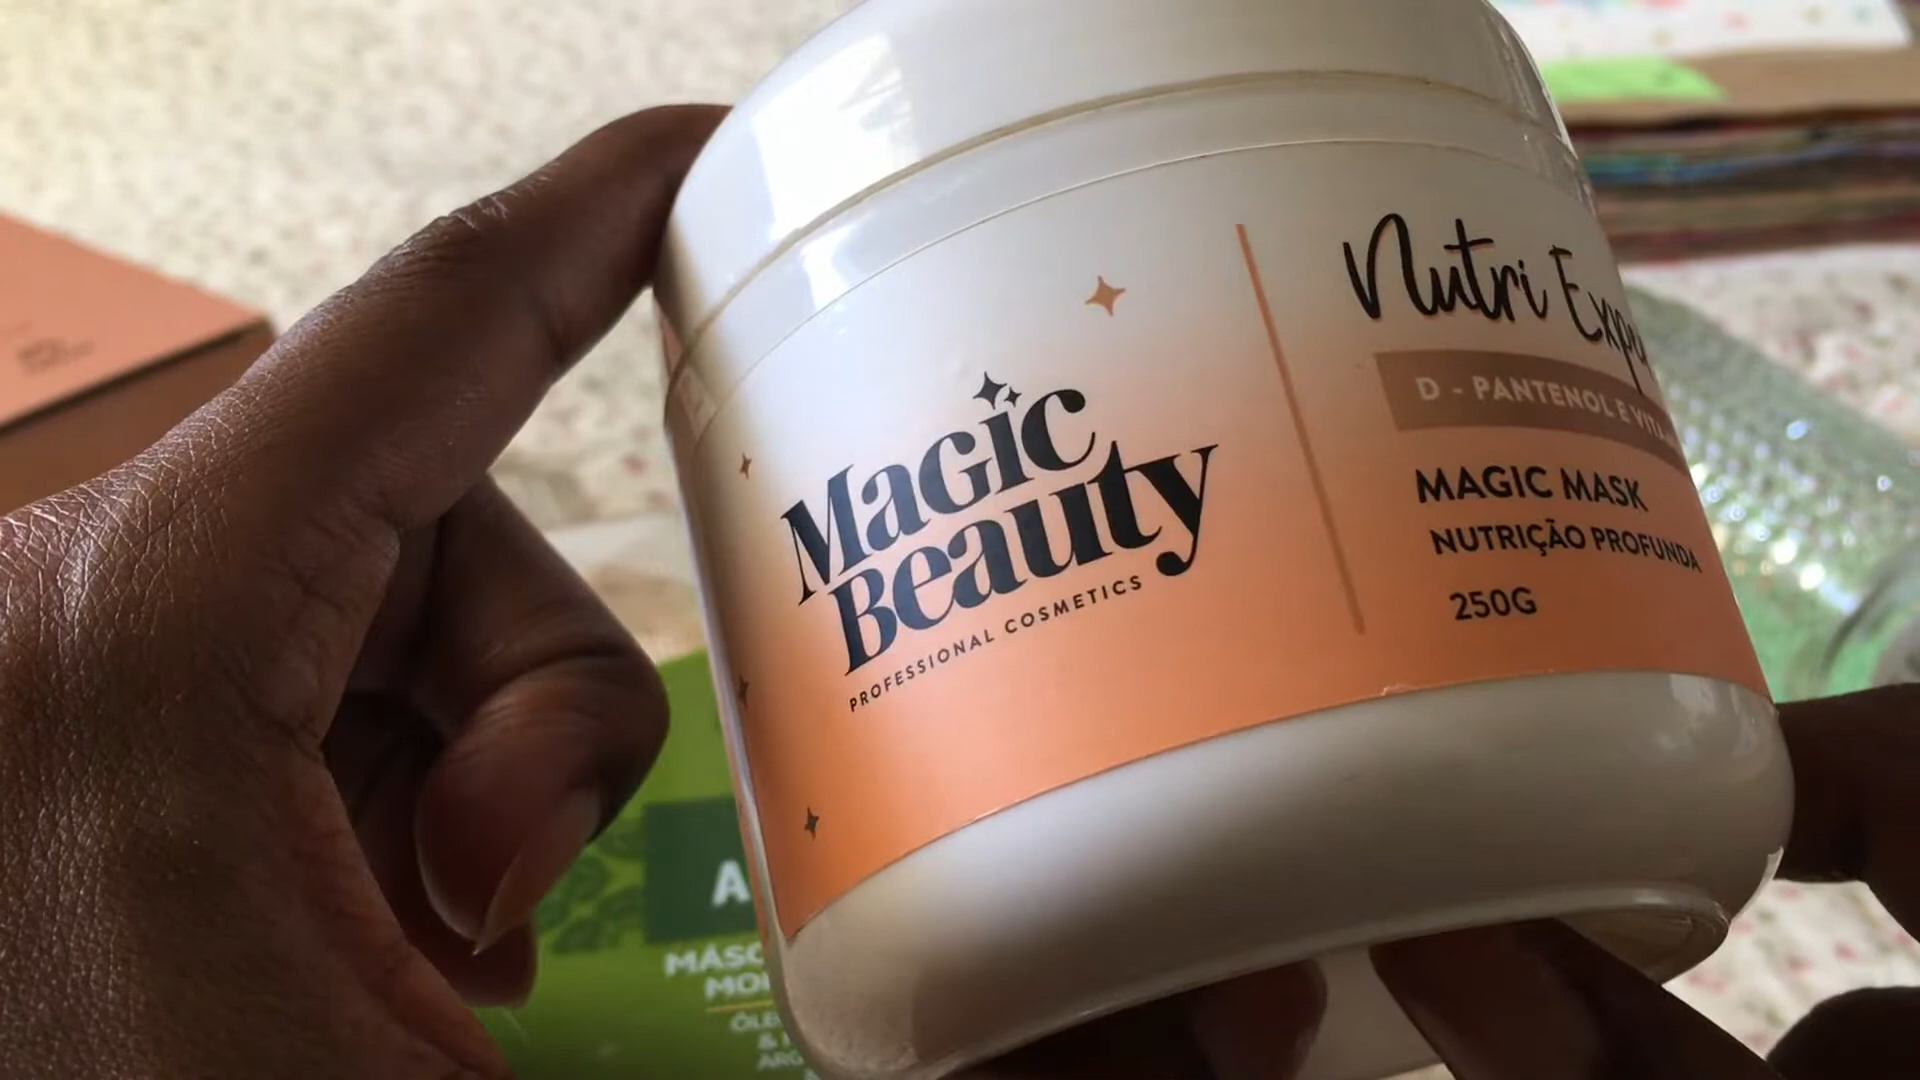 Magic
Beauty
PROFESSIONAL COSMETICS
Nutri
D - PANTENOL E
MAGIC MASK
NUTRIÇÃO PROFUNDA
250G